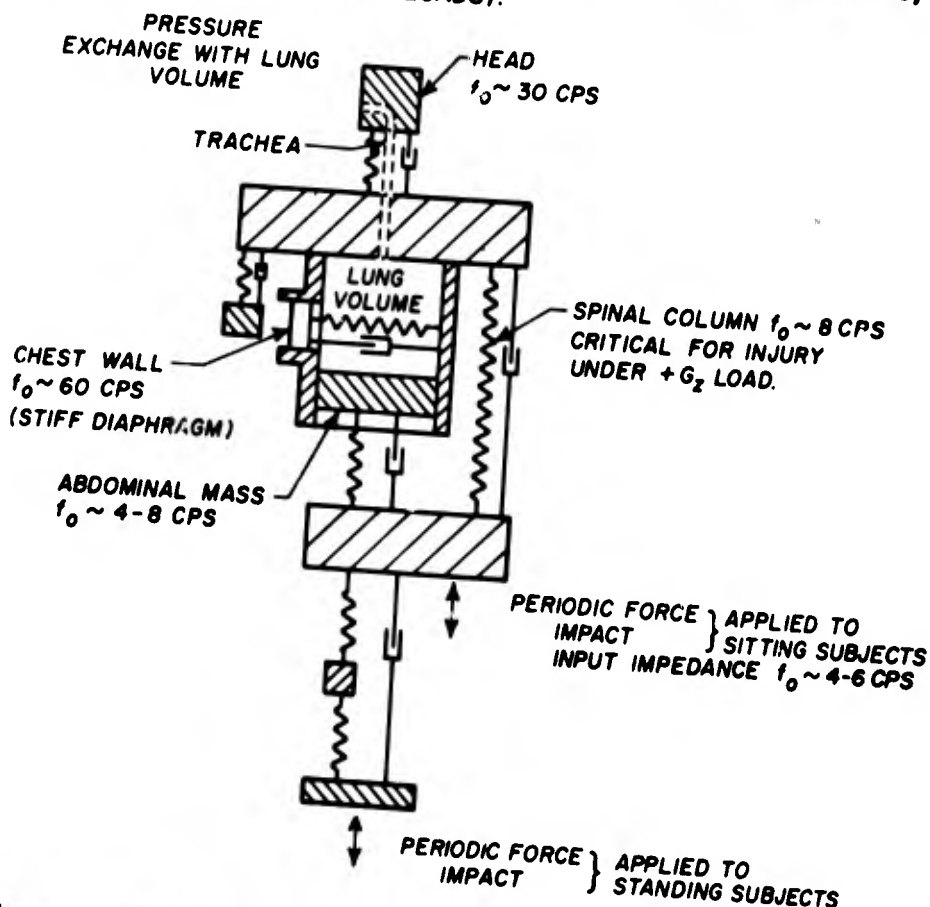 PRESSURE
EXCHANGE WITH LUNG
VOLUME
HEAD
f₀ ~ 30 CPS
TRACHEA
LUNG
VOLUME
SPINAL COLUMN f₀ ~ 8 CPS
CRITICAL FOR INJURY
UNDER + G_z LOAD.
CHEST WALL
f₀ ~ 60 CPS
(STIFF DIAPHRAGM)
ABDOMINAL MASS
f₀ ~ 4-8 CPS
PERIODIC FORCE } APPLIED TO
IMPACT } SITTING SUBJECTS
INPUT IMPEDANCE f₀ ~ 4-6 CPS
PERIODIC FORCE } APPLIED TO
IMPACT } STANDING SUBJECTS